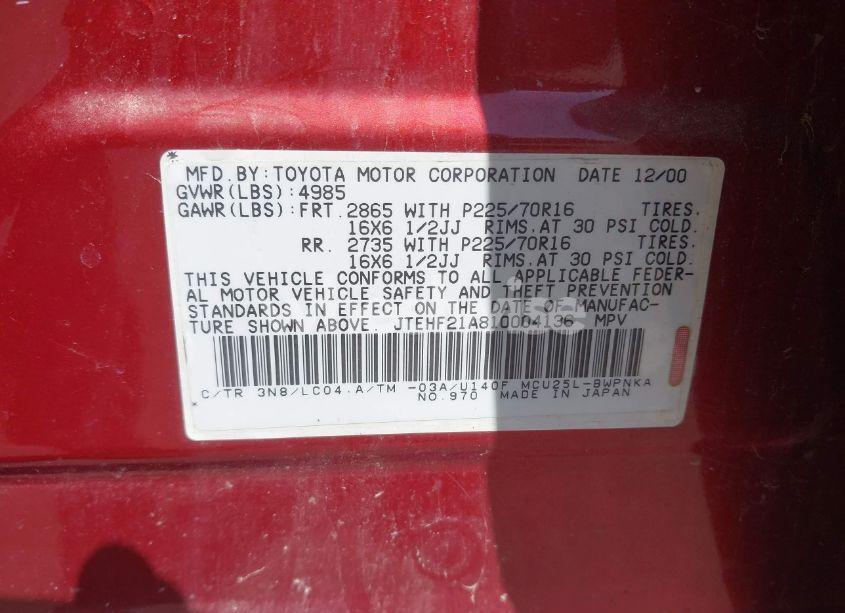 MFD.BY:TOYOTA MOTOR CORPORATION DATE 12/00
GVWR(LBS):4985
GAWR(LBS):FRT.2865 WITH P225/70R16 TIRES.
16X6 1/2JJ RIMS.AT 30 PSI COLD.
RR. 2735 WITH P225/70R16 TIRES.
16X6 1/2JJ RIMS.AT 30 PSI COLD.
THIS VEHICLE CONFORMS TO ALL APPLICABLE FEDER-
AL MOTOR VEHICLE SAFETY AND THEFT PREVENTION
STANDARDS IN EFFECT ON THE DATE OF MANUFAC-
TURE SHOWN ABOVE. JTEHF21A810004136 MPV
C/TR 3N8/LC04 A/TM -03A/U140F MCU25L-BWPNKA
NO.970 MADE IN JAPAN